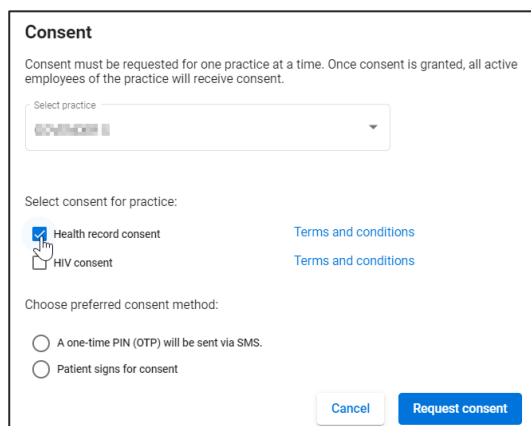 Consent
Consent must be requested for one practice at a time. Once consent is granted, all active
employees of the practice will receive consent.
Select practice
Select consent for practice:
Health record consent Terms and conditions
HIV consent Terms and conditions
Choose preferred consent method:
A one-time PIN (OTP) will be sent via SMS.
Patient signs for consent
Cancel Request consent